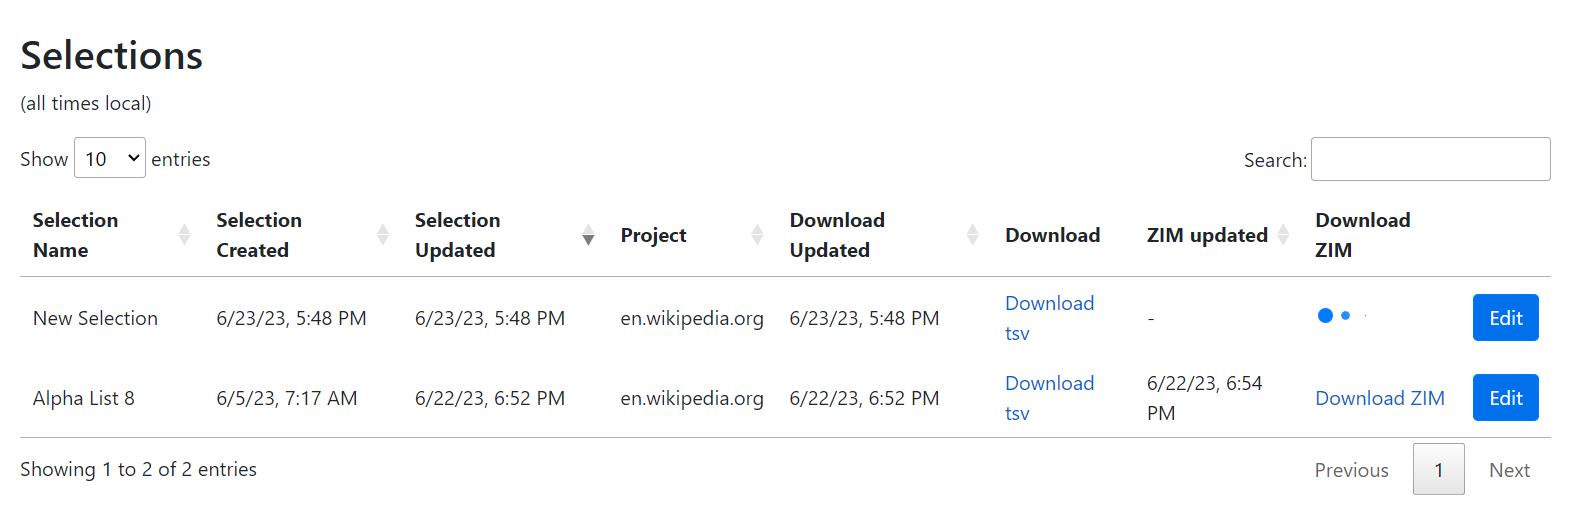 Selections
(all times local)
Show 10 entries Search:
Selection Name Selection Created Selection Updated Project Download Updated Download ZIM updated Download ZIM
New Selection 6/23/23, 5:48 PM 6/23/23, 5:48 PM en.wikipedia.org 6/23/23, 5:48 PM Download tsv - Edit
Alpha List 8 6/5/23, 7:17 AM 6/22/23, 6:52 PM en.wikipedia.org 6/22/23, 6:52 PM Download tsv 6/22/23, 6:54 PM Download ZIM Edit
Showing 1 to 2 of 2 entries Previous 1 Next